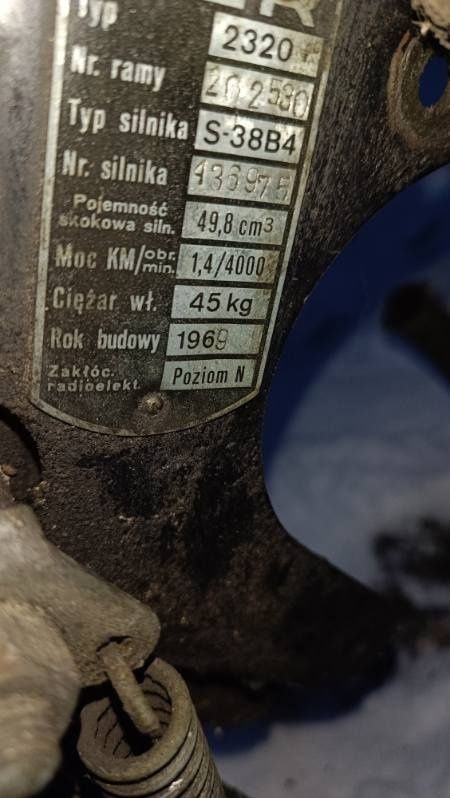 Typ 2320
Nr. ramy 202580
Typ silnika S-38B4
Nr. silnika 136975
Pojemność skokowa siln. 49,8 cm3
Moc KM/obr. min. 1,4/4000
Ciężar wł. 45 kg
Rok budowy 1969
Zakłóc. radioelekt. Poziom N